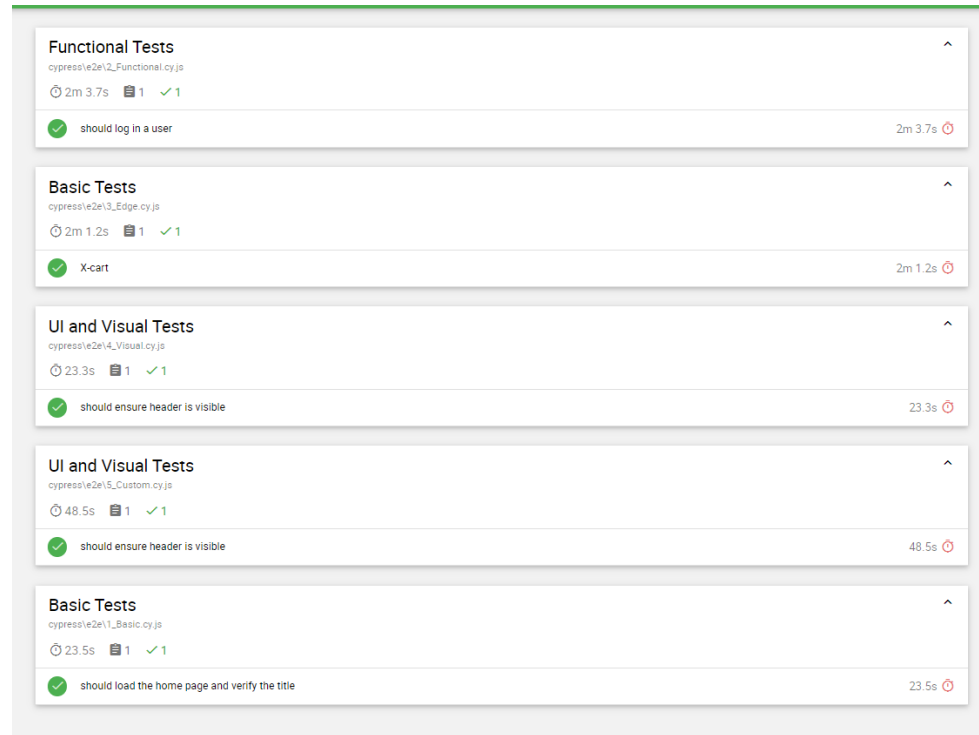 Functional Tests
cypress\e2e\2_Functional.cy.js
2m 3.7s 1 1
should log in a user 2m 3.7s
Basic Tests
cypress\e2e\3_Edge.cy.js
2m 1.2s 1 1
X-cart 2m 1.2s
UI and Visual Tests
cypress\e2e\4_Visual.cy.js
23.3s 1 1
should ensure header is visible 23.3s
UI and Visual Tests
cypress\e2e\5_Custom.cy.js
48.5s 1 1
should ensure header is visible 48.5s
Basic Tests
cypress\e2e\1_Basic.cy.js
23.5s 1 1
should load the home page and verify the title 23.5s